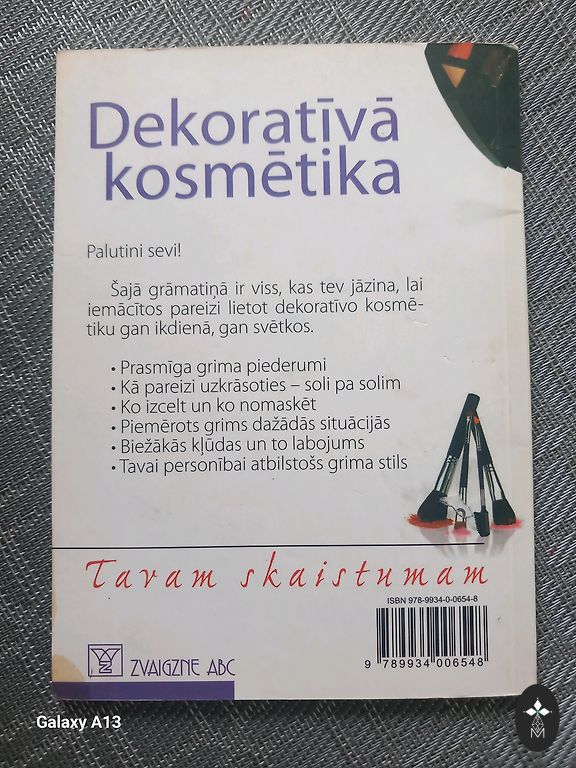 Dekoratīvā
kosmētika
Palutini sevi!
Šajā grāmatiņā ir viss, kas tev jāzina, lai
iemācītos pareizi lietot dekoratīvo kosmē-
tiku gan ikdienā, gan svētkos.
• Prasmīga grima piederumi
• Kā pareizi uzkrāsoties – soli pa solim
• Ko izcelt un ko nomaskēt
• Piemērots grims dažādās situācijās
• Biežākās kļūdas un to labojums
• Tavai personībai atbilstošs grima stils
Tavam skaistumam
ISBN 978-9934-0-0654-8
9 789934 006548
ZVAIGZNE ABC
Galaxy A13
M